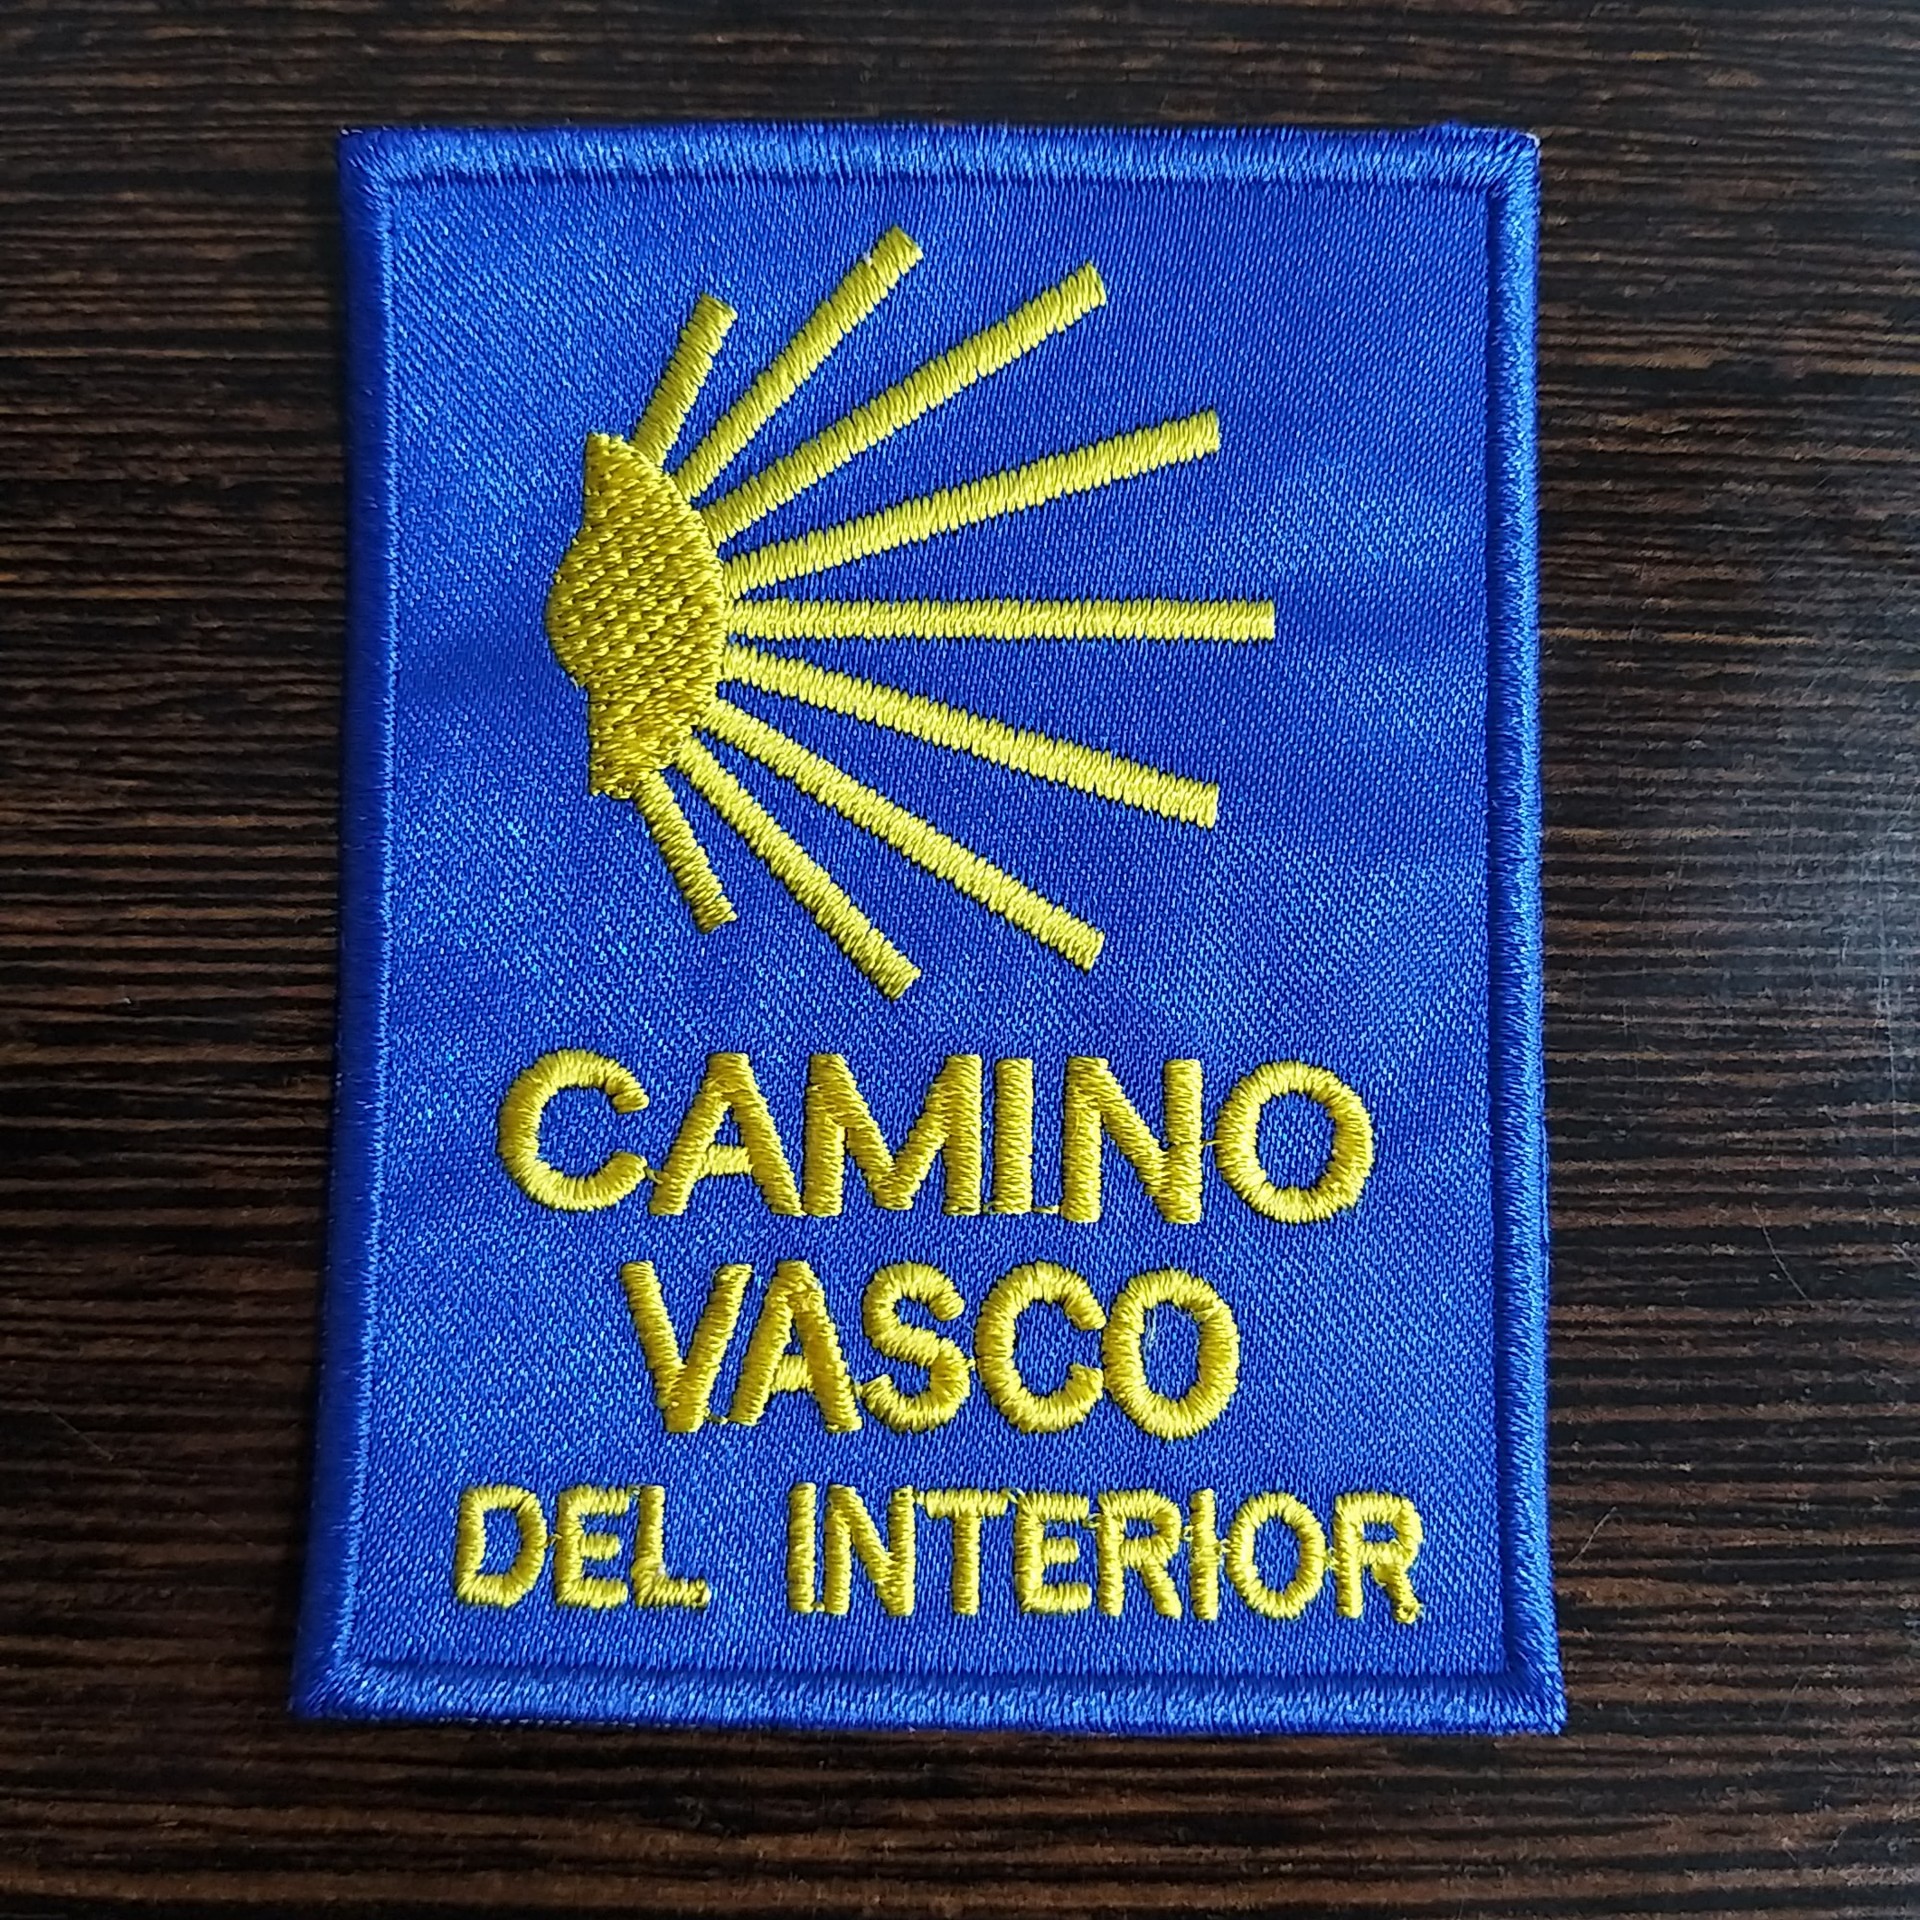 CAMINO
VASCO
DEL INTERIOR